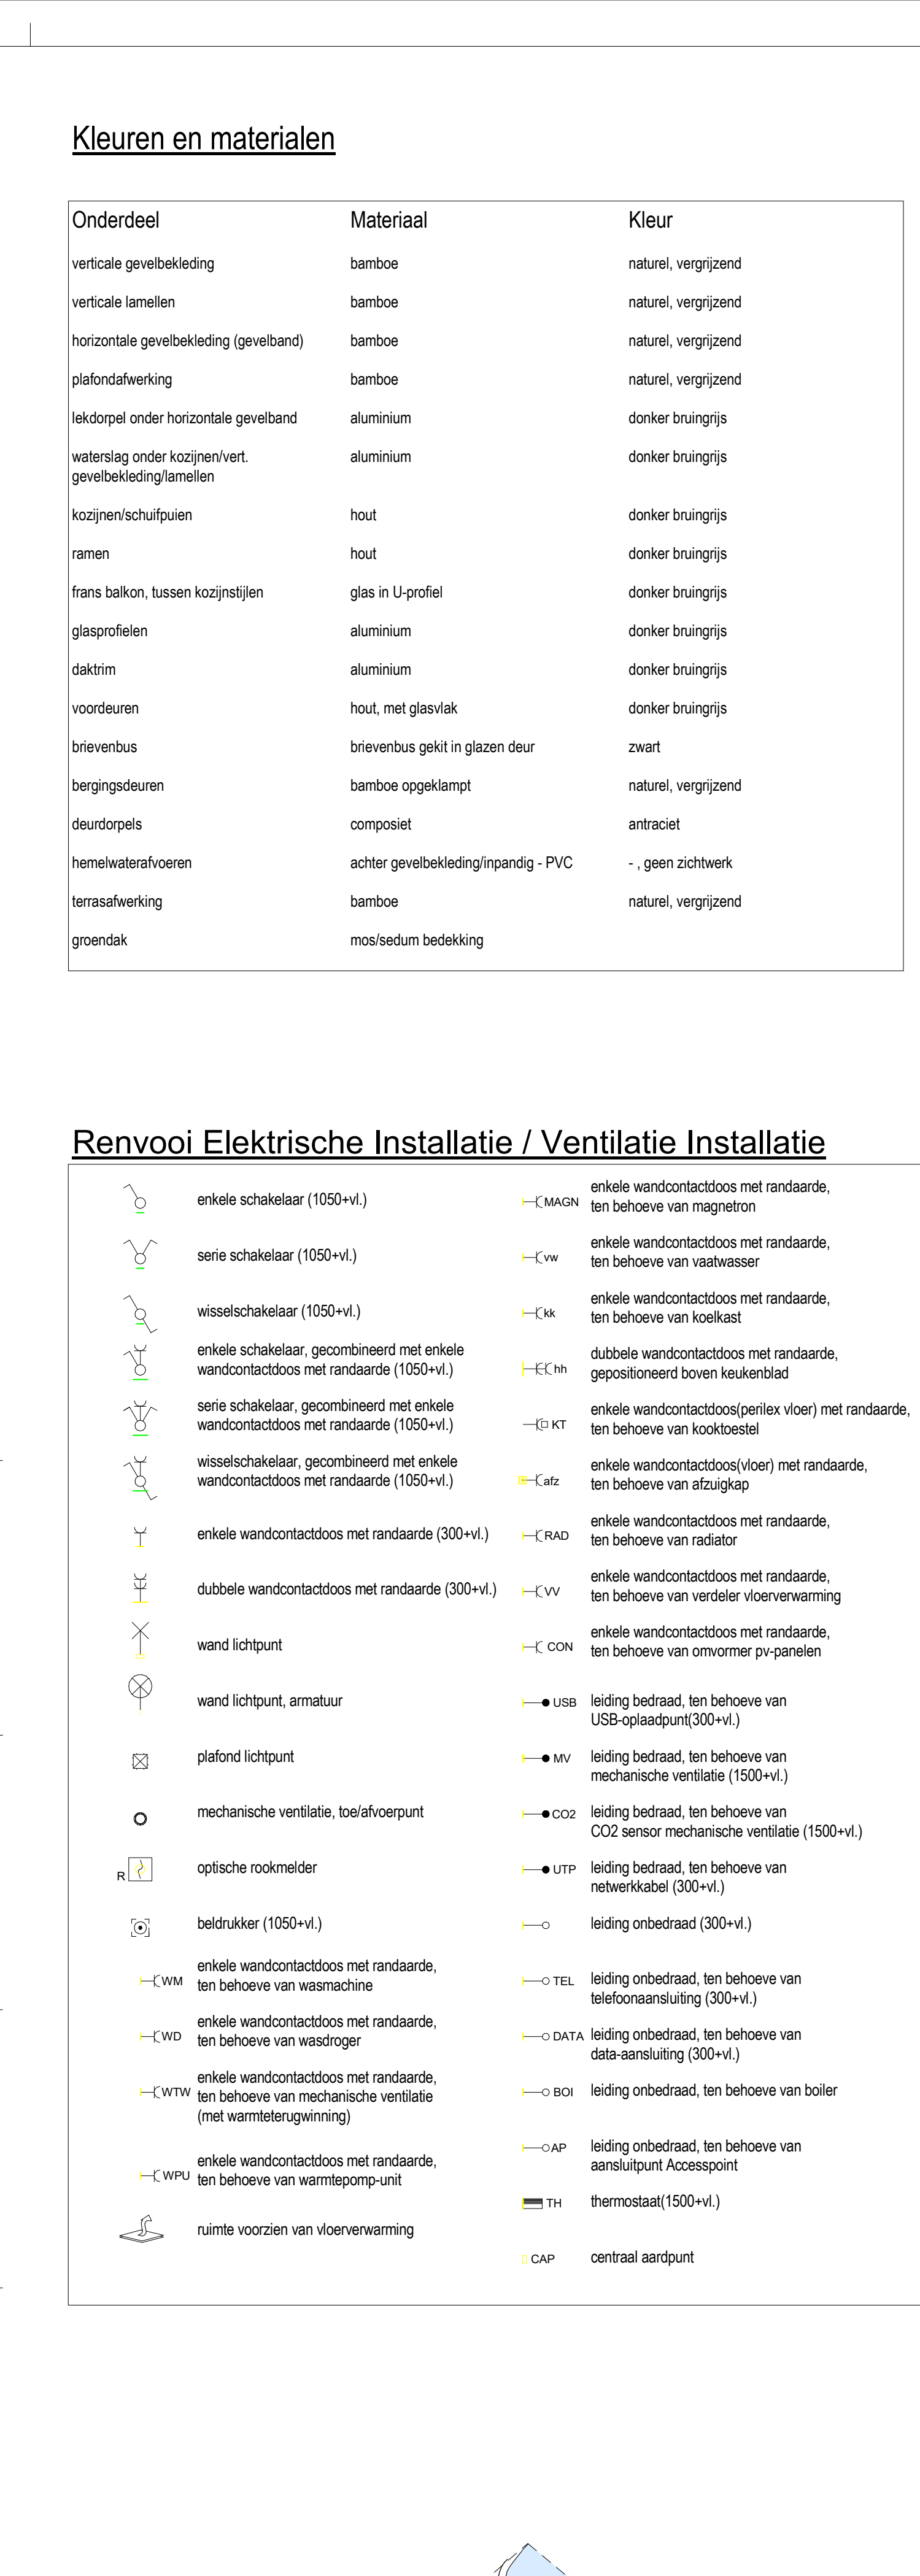 Kleuren en materialen
Onderdeel Materiaal Kleur
verticale gevelbekleding bamboe naturel, vergrijzend
verticale lamellen bamboe naturel, vergrijzend
horizontale gevelbekleding (gevelband) bamboe naturel, vergrijzend
plafondafwerking bamboe naturel, vergrijzend
lekdorpel onder horizontale gevelband aluminium donker bruingrijs
waterslag onder kozijnen/vert. aluminium donker bruingrijs
gevelbekleding/lamellen
kozijnen/schuifpuien hout donker bruingrijs
ramen hout donker bruingrijs
frans balkon, tussen kozijnstijlen glas in U-profiel donker bruingrijs
glasprofielen aluminium donker bruingrijs
daktrim aluminium donker bruingrijs
voordeuren hout, met glasvlak donker bruingrijs
brievenbus brievenbus gekit in glazen deur zwart
bergingsdeuren bamboe opgeklampt naturel, vergrijzend
deurdorpels composiet antraciet
hemelwaterafvoeren achter gevelbekleding/inpandig - PVC - , geen zichtwerk
terrasafwerking bamboe naturel, vergrijzend
groendak mos/sedum bedekking
Renvooi Elektrische Installatie / Ventilatie Installatie
enkele schakelaar (1050+vl.)
serie schakelaar (1050+vl.)
wisselschakelaar (1050+vl.)
enkele schakelaar, gecombineerd met enkele
wandcontactdoos met randaarde (1050+vl.)
serie schakelaar, gecombineerd met enkele
wandcontactdoos met randaarde (1050+vl.)
wisselschakelaar, gecombineerd met enkele
wandcontactdoos met randaarde (1050+vl.)
enkele wandcontactdoos met randaarde (300+vl.)
dubbele wandcontactdoos met randaarde (300+vl.)
wand lichtpunt
wand lichtpunt, armatuur
plafond lichtpunt
mechanische ventilatie, toe/afvoerpunt
R optische rookmelder
beldrukker (1050+vl.)
enkele wandcontactdoos met randaarde,
WM ten behoeve van wasmachine
enkele wandcontactdoos met randaarde,
WD ten behoeve van wasdroger
enkele wandcontactdoos met randaarde,
WTW ten behoeve van mechanische ventilatie
(met warmteterugwinning)
enkele wandcontactdoos met randaarde,
WPU ten behoeve van warmtepomp-unit
ruimte voorzien van vloerverwarming
enkele wandcontactdoos met randaarde,
MAGN ten behoeve van magnetron
enkele wandcontactdoos met randaarde,
vw ten behoeve van vaatwasser
enkele wandcontactdoos met randaarde,
kk ten behoeve van koelkast
dubbele wandcontactdoos met randaarde,
hh gepositioneerd boven keukenblad
enkele wandcontactdoos(perilex vloer) met randaarde,
KT ten behoeve van kooktoestel
enkele wandcontactdoos(vloer) met randaarde,
afz ten behoeve van afzuigkap
enkele wandcontactdoos met randaarde,
RAD ten behoeve van radiator
enkele wandcontactdoos met randaarde,
VV ten behoeve van verdeler vloerverwarming
enkele wandcontactdoos met randaarde,
CON ten behoeve van omvormer pv-panelen
USB leiding bedraad, ten behoeve van
USB-oplaadpunt(300+vl.)
MV leiding bedraad, ten behoeve van
mechanische ventilatie (1500+vl.)
CO2 leiding bedraad, ten behoeve van
CO2 sensor mechanische ventilatie (1500+vl.)
UTP leiding bedraad, ten behoeve van
netwerkkabel (300+vl.)
leiding onbedraad (300+vl.)
TEL leiding onbedraad, ten behoeve van
telefoonaansluiting (300+vl.)
DATA leiding onbedraad, ten behoeve van
data-aansluiting (300+vl.)
BOI leiding onbedraad, ten behoeve van boiler
AP leiding onbedraad, ten behoeve van
aansluitpunt Accesspoint
TH thermostaat(1500+vl.)
CAP centraal aardpunt